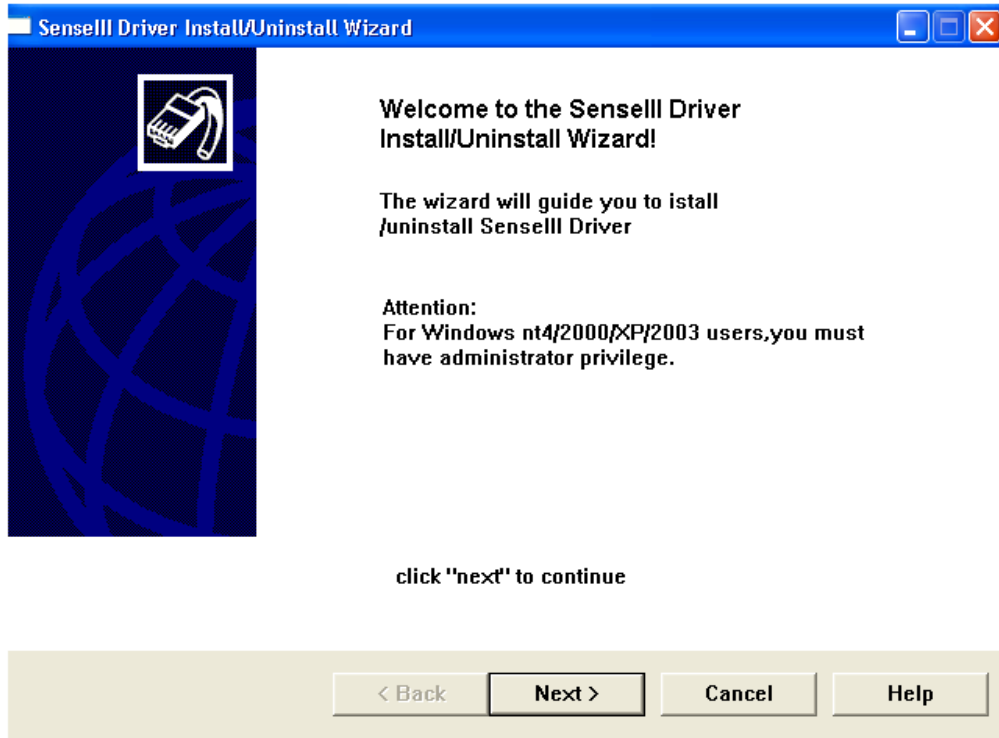 SenseIII Driver Install/Uninstall Wizard
Welcome to the SenseIII Driver
Install/Uninstall Wizard!
The wizard will guide you to istall
/uninstall SenseIII Driver
Attention:
For Windows nt4/2000/XP/2003 users,you must
have administrator privilege.
click "next" to continue
< Back
Next >
Cancel
Help